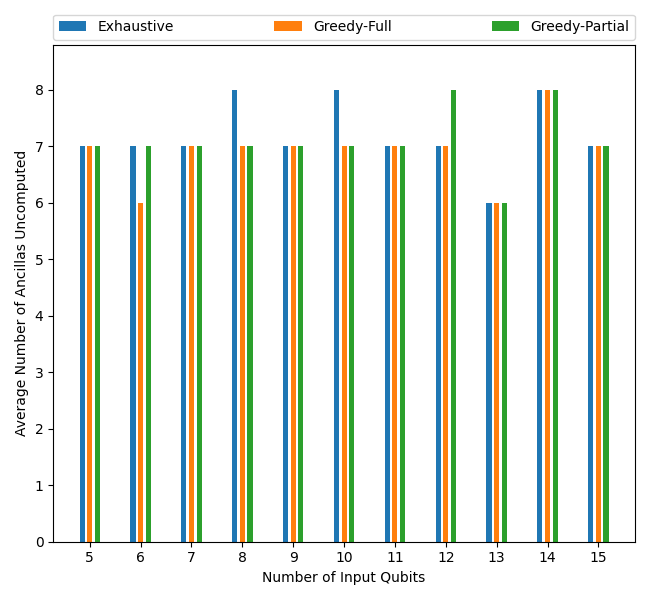 Exhaustive Greedy-Full Greedy-Partial
Average Number of Ancillas Uncomputed
8
7
6
5
4
3
2
1
0
5 6 7 8 9 10 11 12 13 14 15
Number of Input Qubits